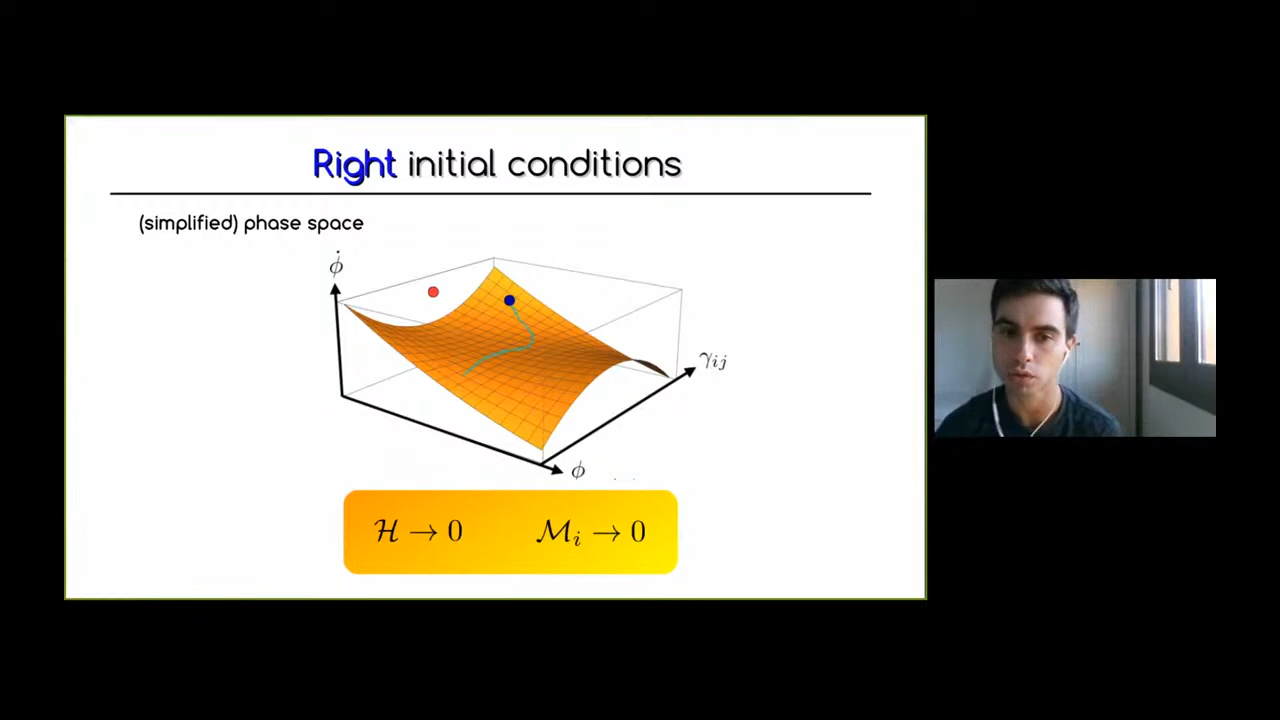 Right initial conditions
(simplified) phase space
ϕ̇
γᵢⱼ
ϕ
ℋ → 0 ℳᵢ → 0